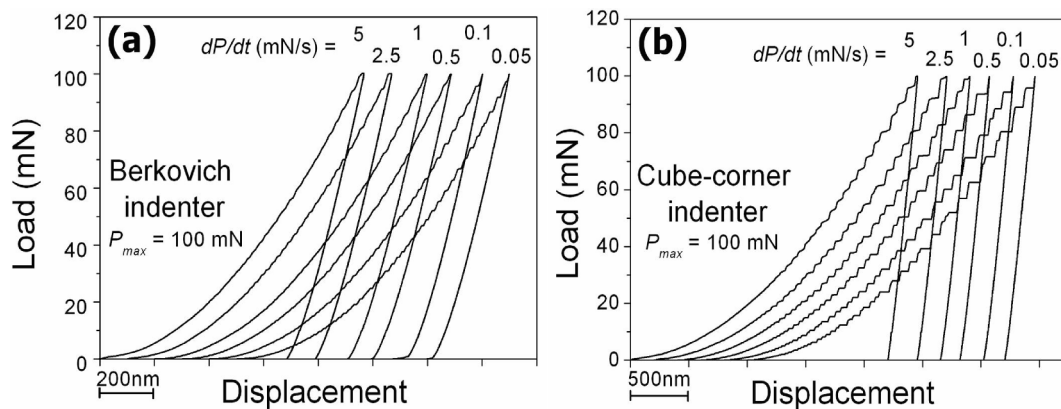 (a)
dP/dt (mN/s) = 5 2.5 1 0.5 0.1 0.05
120
100
80
60
40
20
0
Load (mN)
Berkovich
indenter
Pmax = 100 mN
200nm
Displacement
(b)
dP/dt (mN/s) = 5 2.5 1 0.5 0.1 0.05
120
100
80
60
40
20
0
Load (mN)
Cube-corner
indenter
Pmax = 100 mN
500nm
Displacement